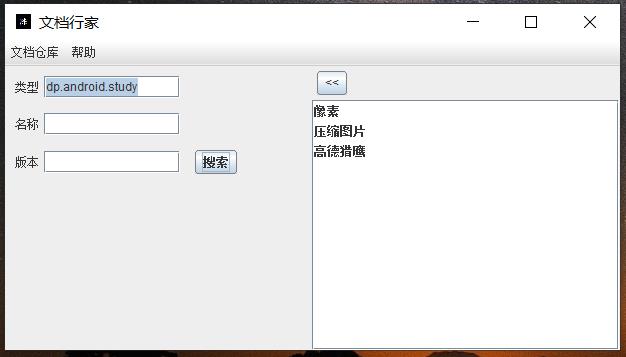 文档行家
文档仓库 帮助
类型 dp.android.study
名称
版本 搜索
<<
像素
压缩图片
高德猎鹰